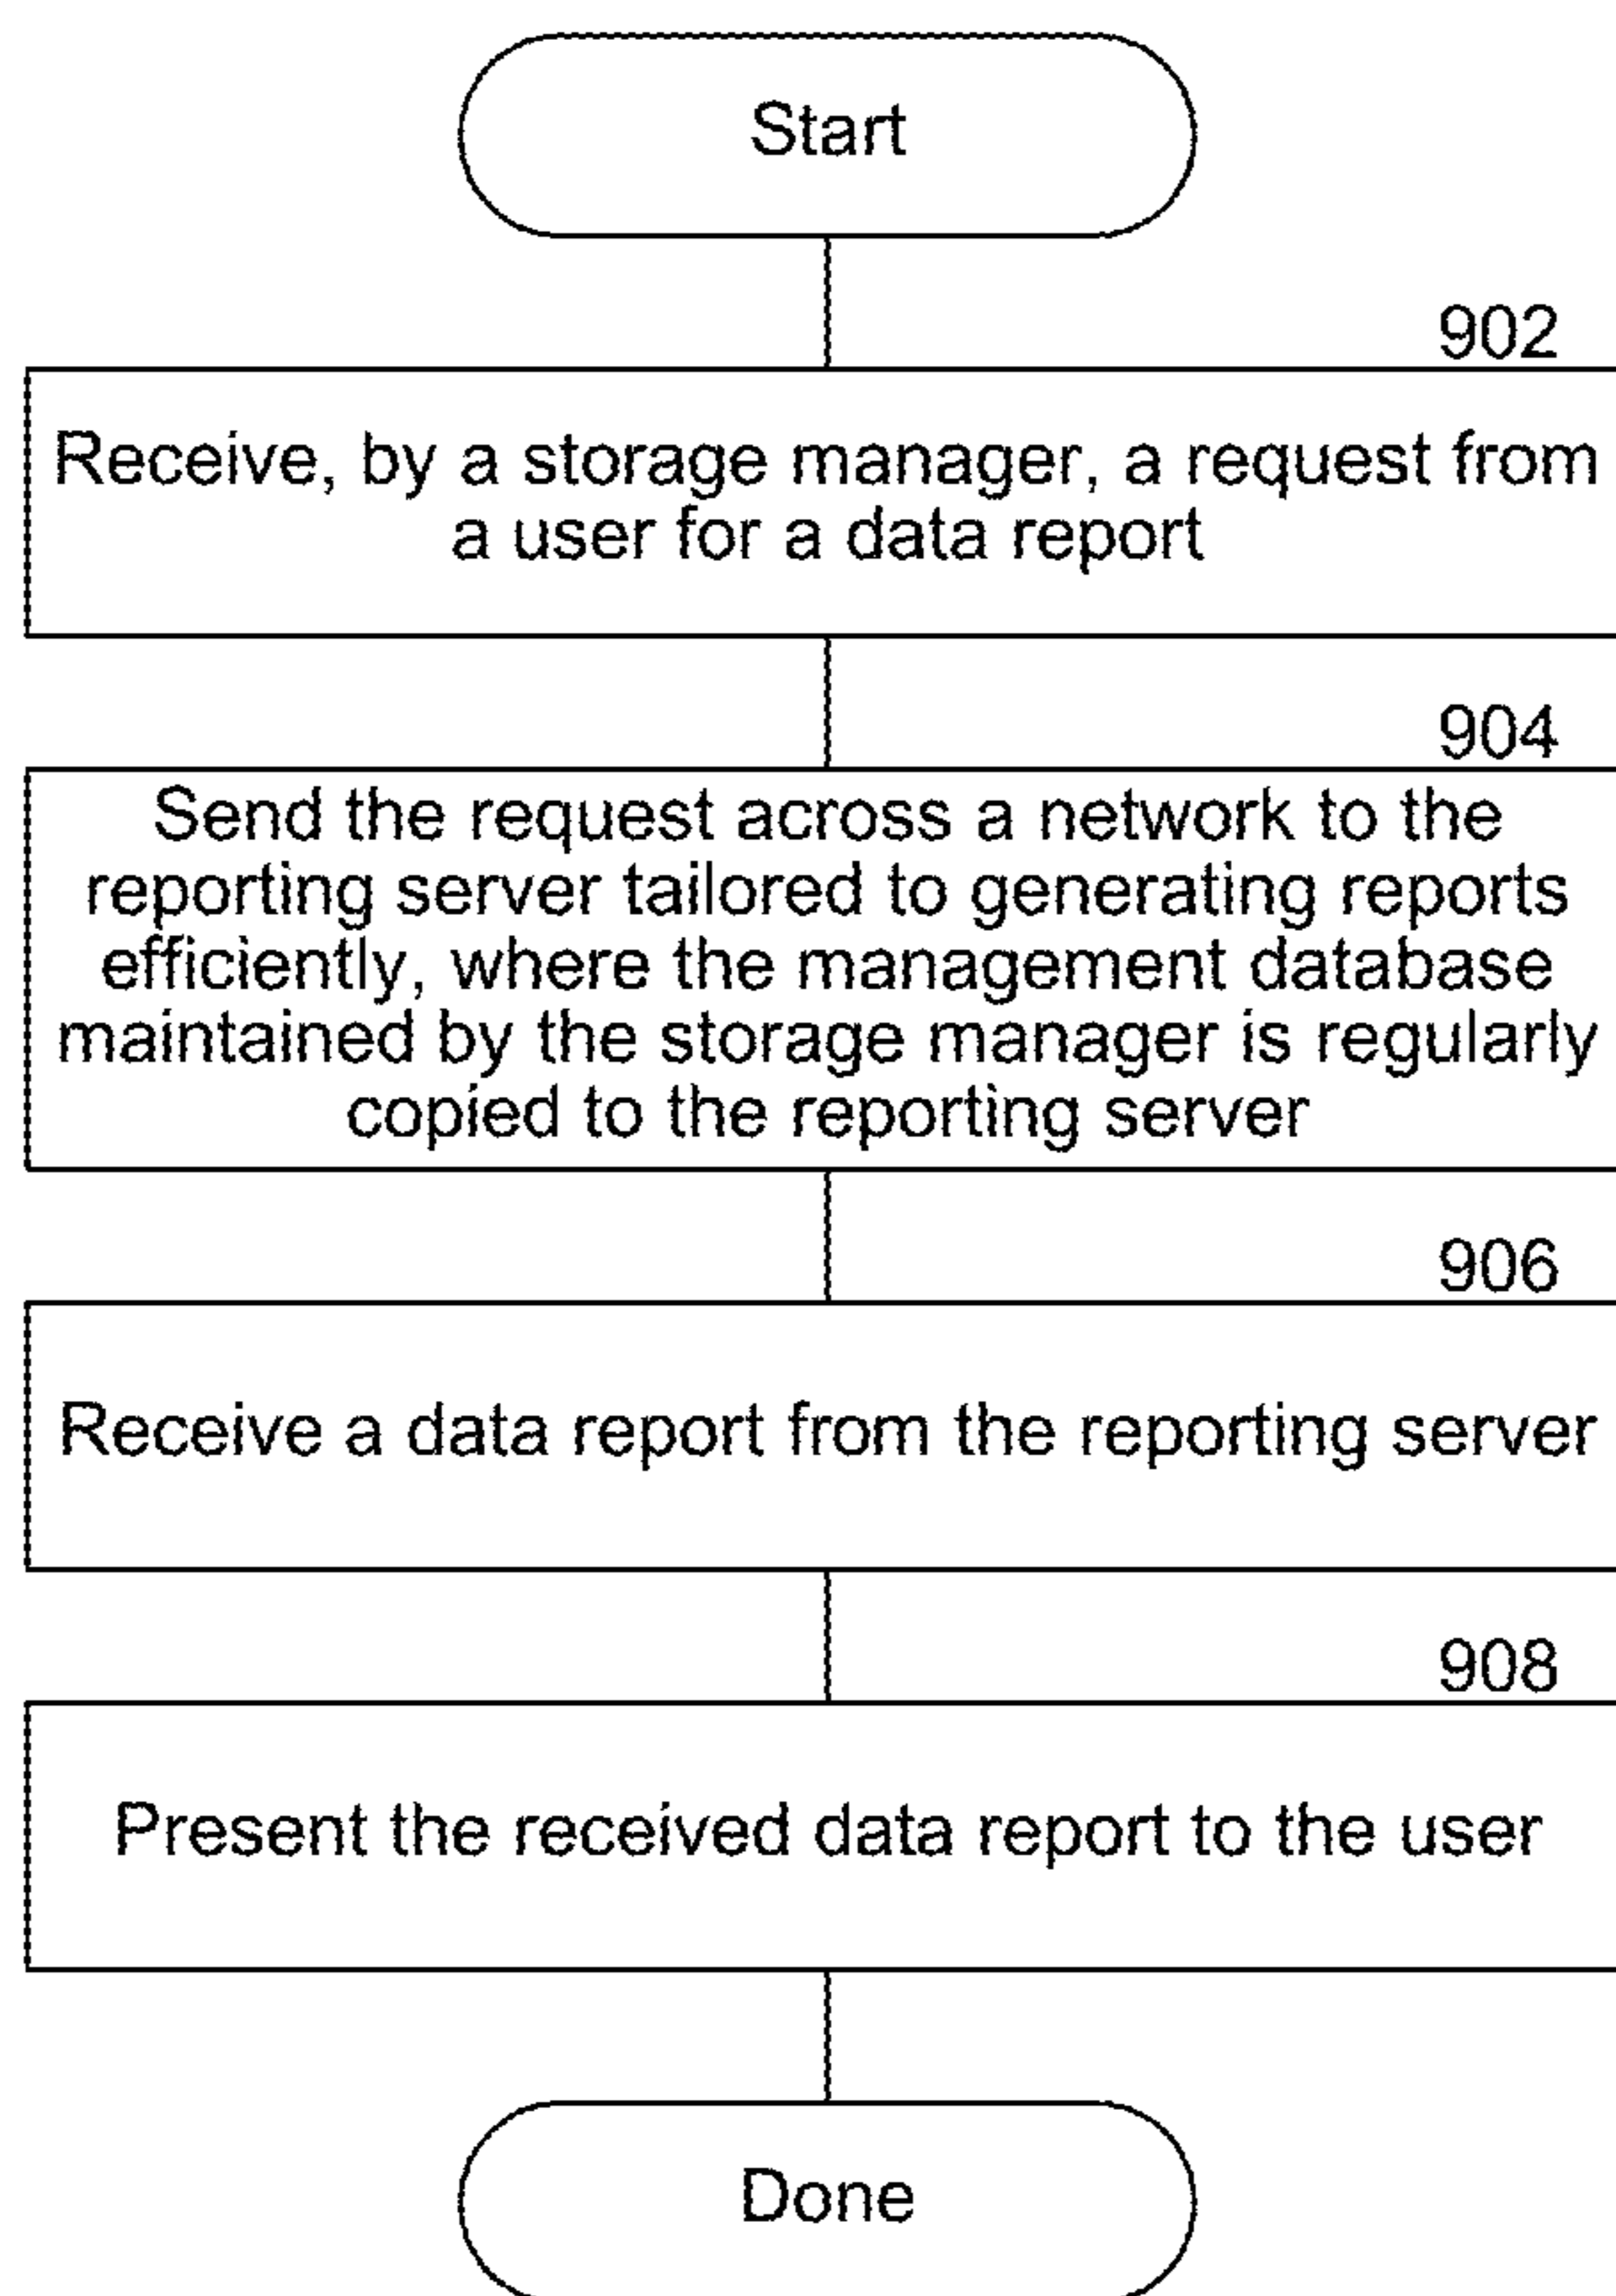 Start
902
Receive, by a storage manager, a request from
a user for a data report
904
Send the request across a network to the
reporting server tailored to generating reports
efficiently, where the management database
maintained by the storage manager is regularly
copied to the reporting server
906
Receive a data report from the reporting server
908
Present the received data report to the user
Done